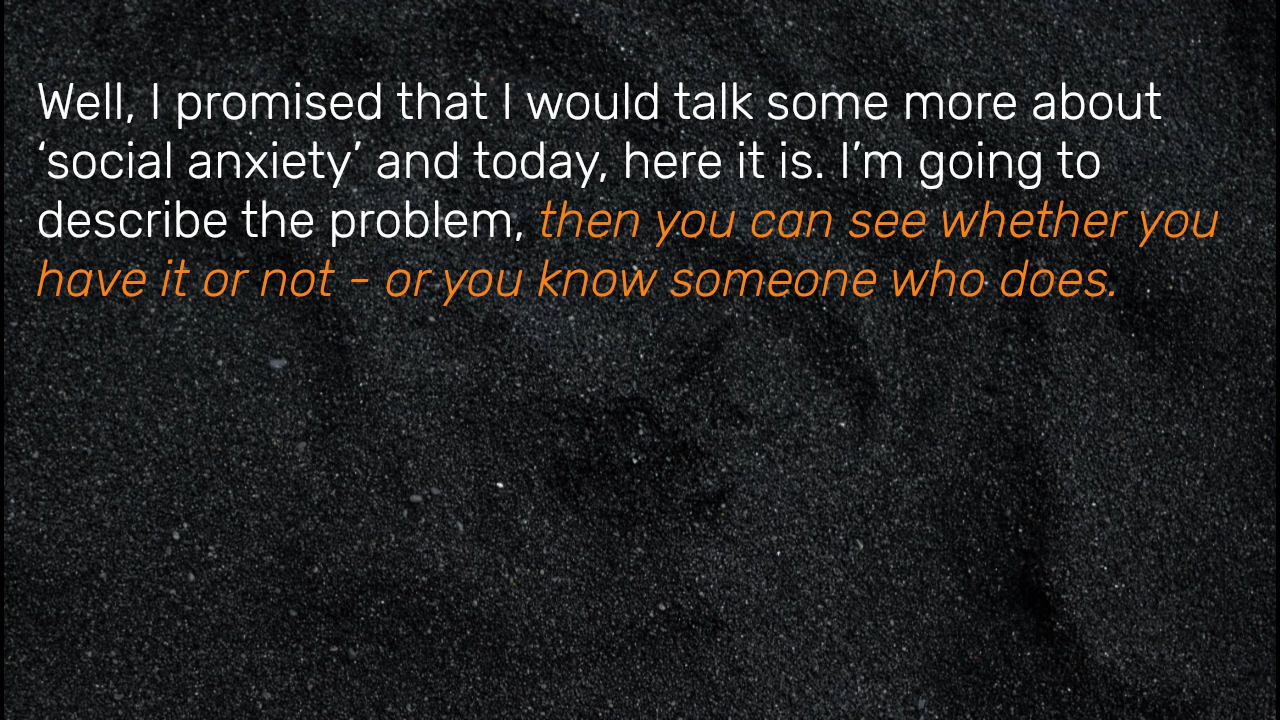 Well, I promised that I would talk some more about
‘social anxiety’ and today, here it is. I’m going to
describe the problem, then you can see whether you
have it or not – or you know someone who does.